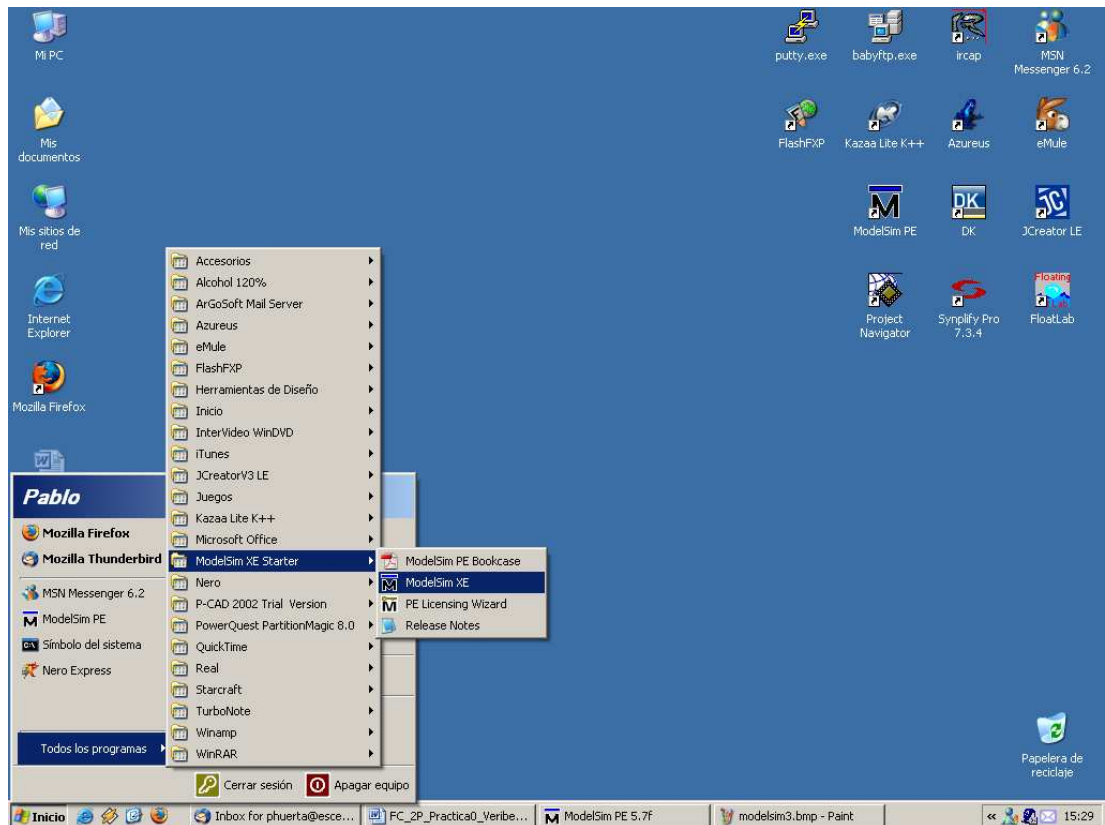 Mi PC
Mis
documentos
Mis sitios de
red
Internet
Explorer
Mozilla Firefox
putty.exe
babyftp.exe
ircap
MSN
Messenger 6.2
FlashFXP
Kazaa Lite K++
Azureus
eMule
ModelSim PE
DK
DK
JC
JCreator LE
Project
Navigator
Synplify Pro
7.3.4
Floating
Lab
FloatLab
Papelera de
reciclaje
Accesorios
Alcohol 120%
ArGoSoft Mail Server
Azureus
eMule
FlashFXP
Herramientas de Diseño
Inicio
InterVideo WinDVD
iTunes
JCreatorV3 LE
Juegos
Kazaa Lite K++
Microsoft Office
ModelSim XE Starter
Nero
P-CAD 2002 Trial Version
PowerQuest PartitionMagic 8.0
QuickTime
Real
Starcraft
TurboNote
Winamp
WinRAR
ModelSim PE Bookcase
ModelSim XE
PE Licensing Wizard
Release Notes
Pablo
Mozilla Firefox
Mozilla Thunderbird
MSN Messenger 6.2
ModelSim PE
Símbolo del sistema
Nero Express
Todos los programas
Cerrar sesión
Apagar equipo
Inicio
Inbox for phuerta@esce...
FC_2P_Practica0_Veribe...
ModelSim PE 5.7f
modelsim3.bmp - Paint
15:29